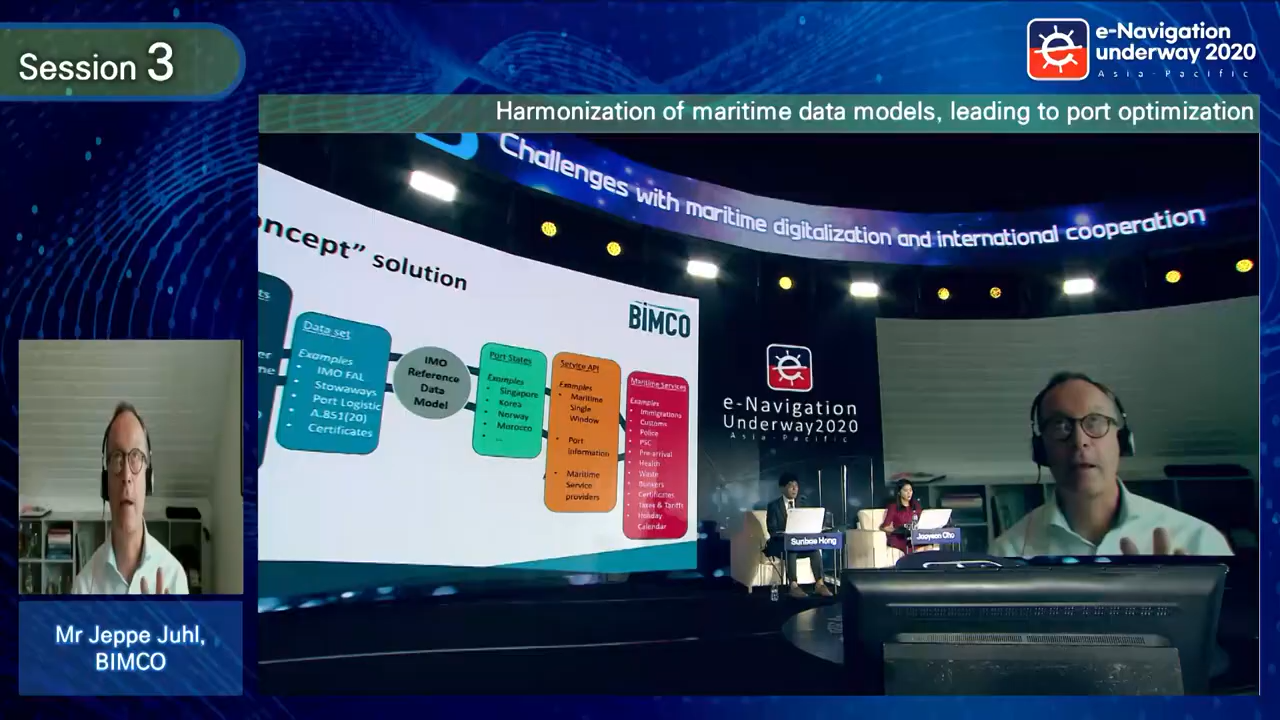 Session 3
e-Navigation
underway 2020
Asia-Pacific
Harmonization of maritime data models, leading to port optimization
Challenges with maritime digitalization and international cooperation
oncept” solution
BIMCO
Data set
Examples
• IMO FAL
• Stowaways
• Port Logistic
• A.851(20)
• Certificates
IMO
Reference
Data
Model
Port States
Examples
• Singapore
• Korea
• Norway
• Morocco
• ...
Service API
Examples
• Maritime
Single
Window
• Port
Information
• Maritime
Service
providers
Maritime Services
Examples
• Immigrations
• Customs
• Police
• PSC
• Pre-arrival
• Health
• Waste
• Bunkers
• Certificates
• Taxes & Tariffs
• Holiday
Calendar
e-Navigation
Underway2020
Asia-Pacific
Sunbae Hong
Jooyeon Cho
Mr Jeppe Juhl,
BIMCO